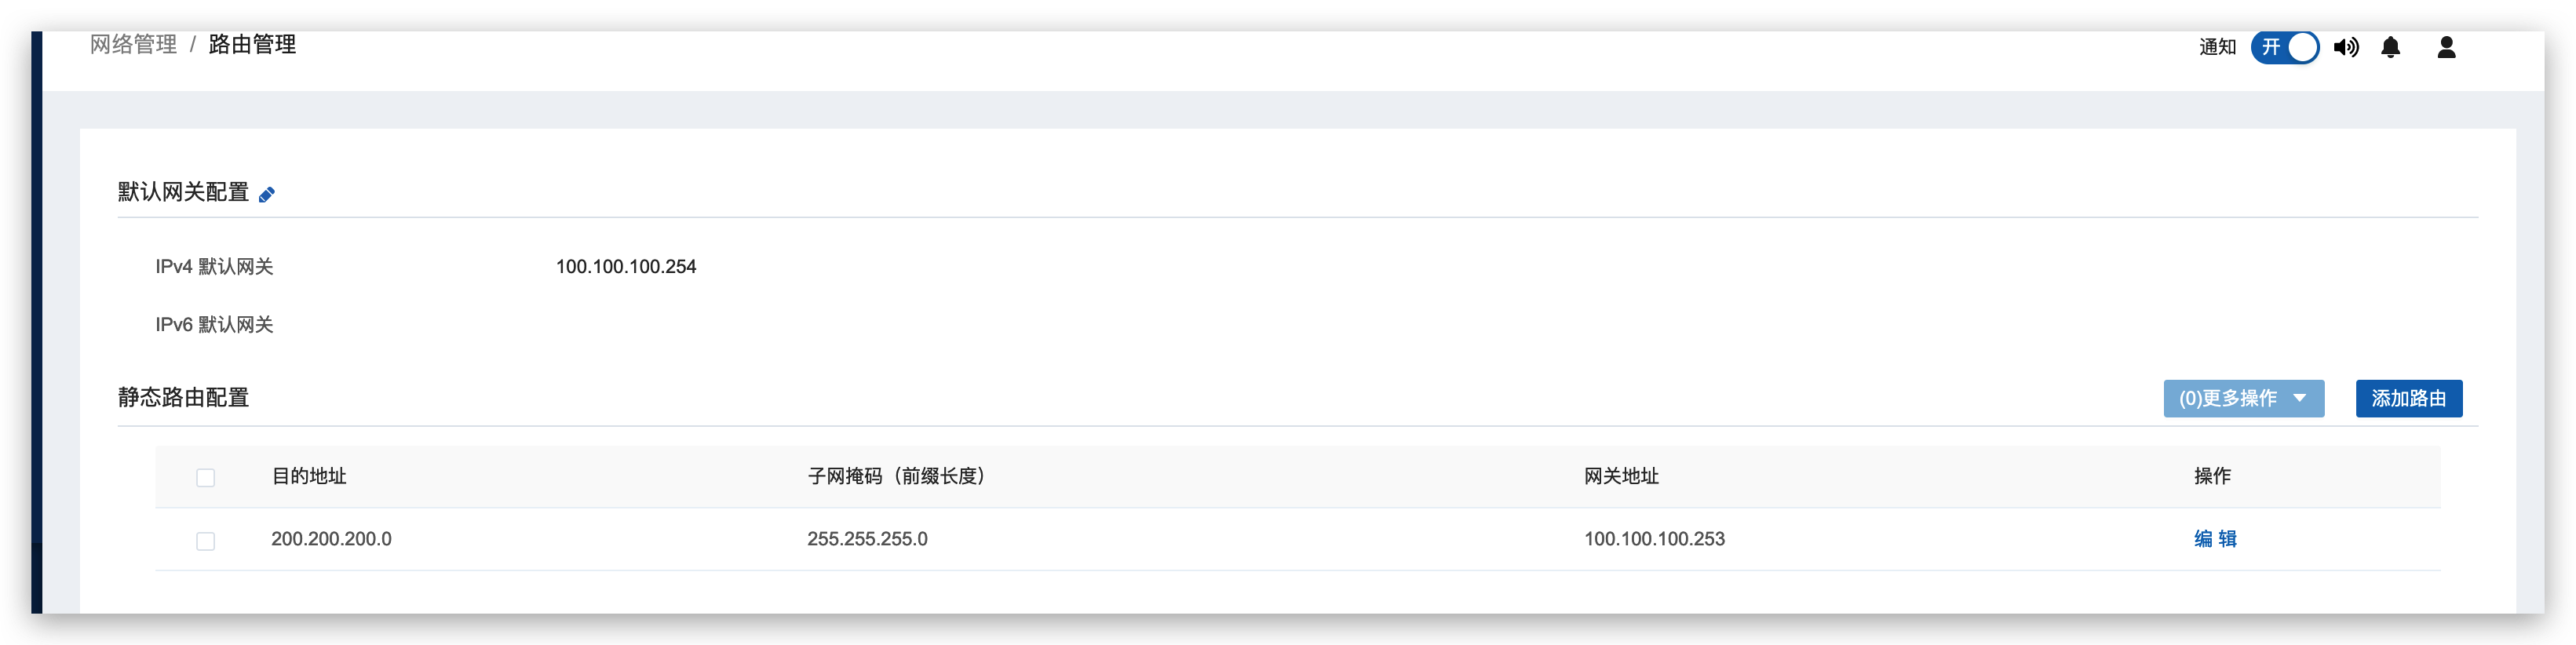 网络管理 / 路由管理
通知 开
默认网关配置
IPv4 默认网关 100.100.100.254
IPv6 默认网关
静态路由配置 (0)更多操作 添加路由
目的地址 子网掩码（前缀长度） 网关地址 操作
200.200.200.0 255.255.255.0 100.100.100.253 编 辑